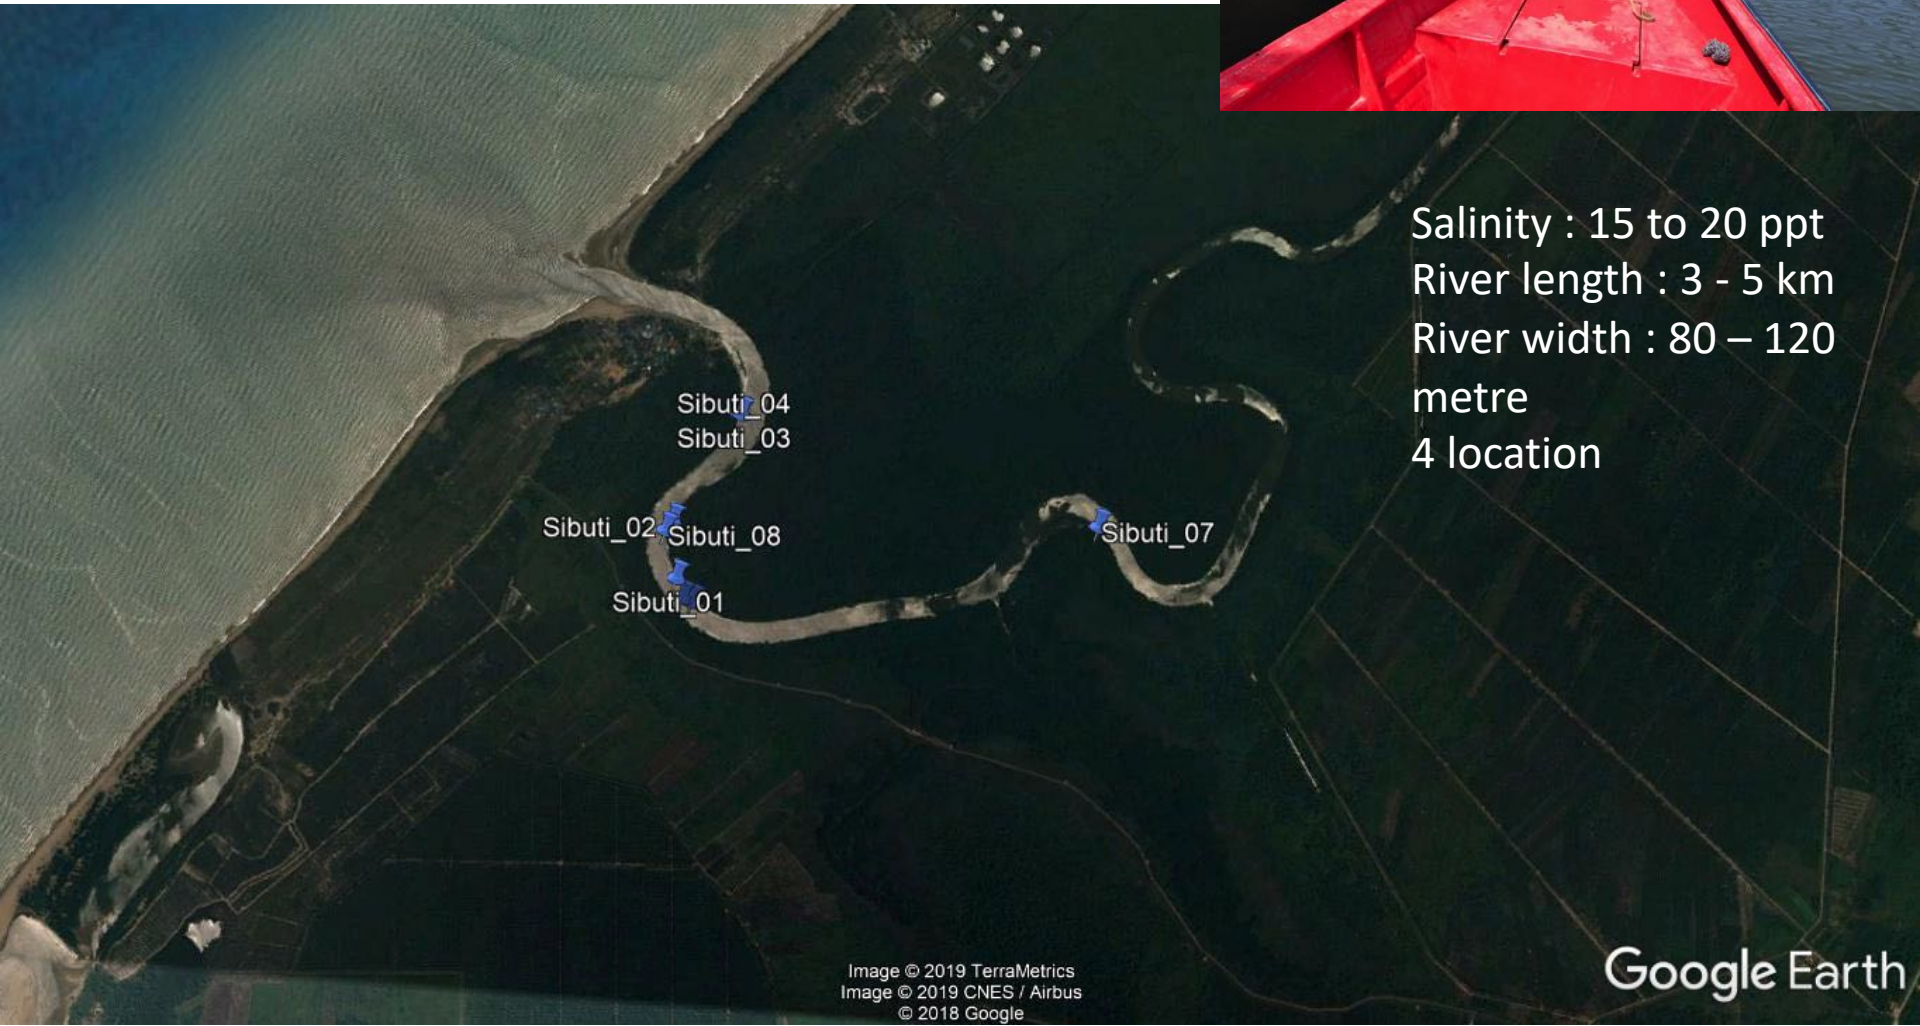 Salinity : 15 to 20 ppt
River length : 3 - 5 km
River width : 80 – 120
metre
4 location
Sibuti_04
Sibuti_03
Sibuti_02
Sibuti_08
Sibuti_07
Sibuti_01
Image © 2019 TerraMetrics
Image © 2019 CNES / Airbus
© 2018 Google
Google Earth